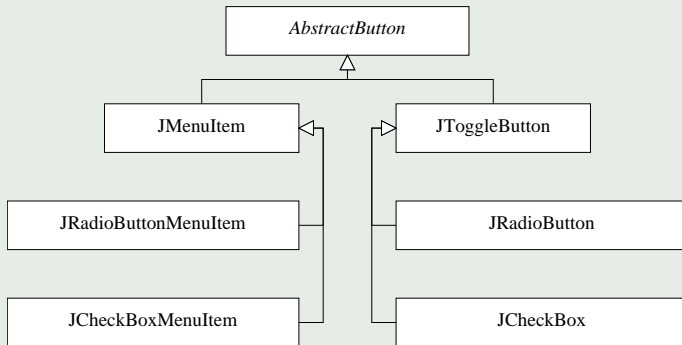 AbstractButton
JMenuItem
JToggleButton
JRadioButtonMenuItem
JRadioButton
JCheckBoxMenuItem
JCheckBox